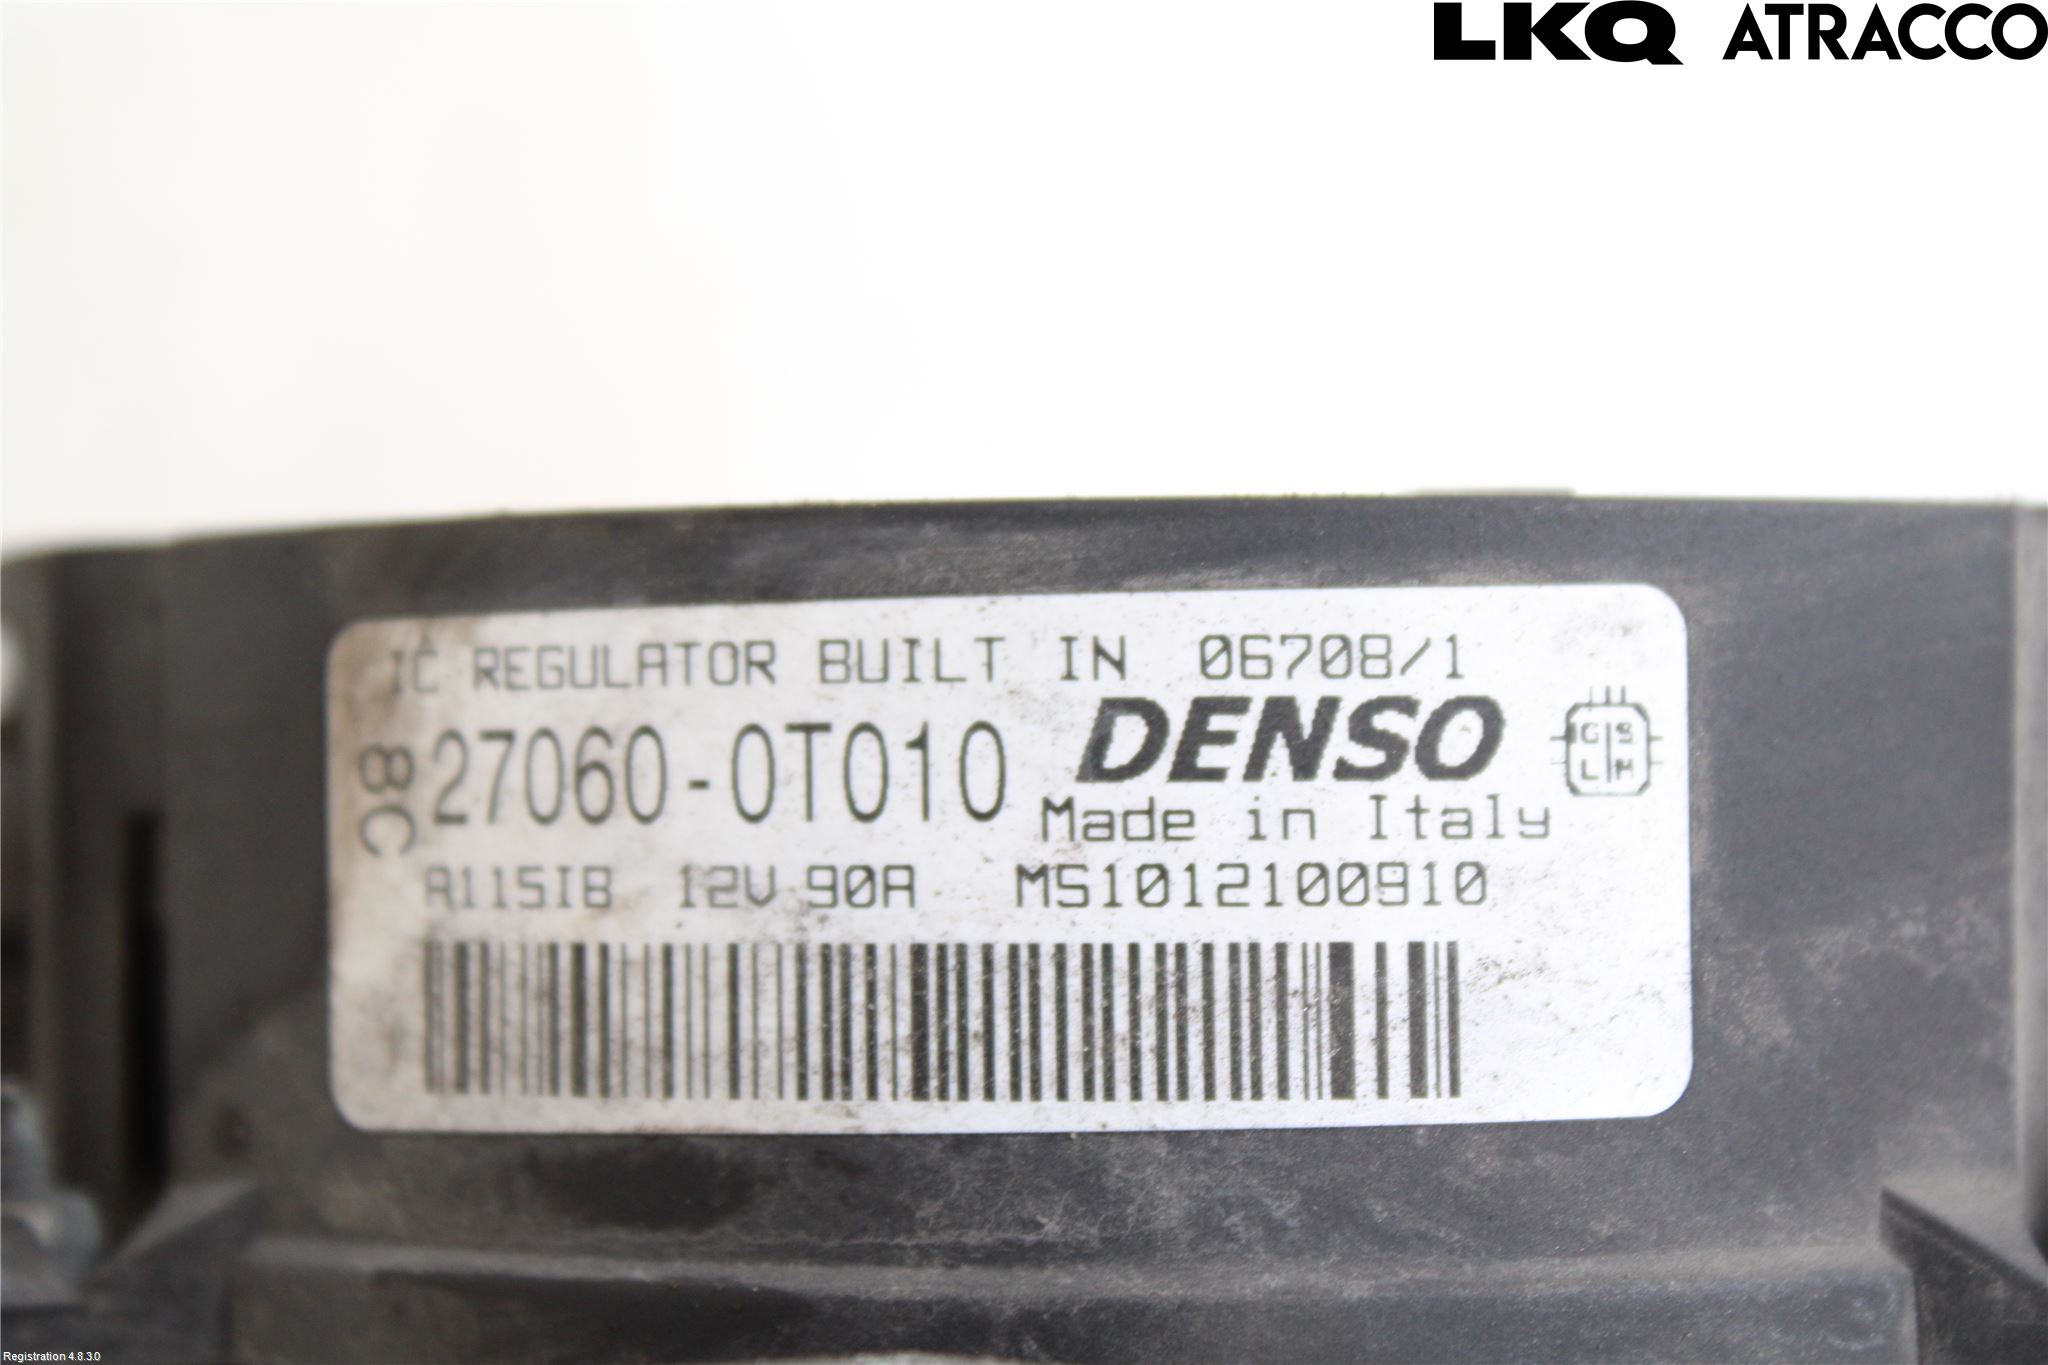 LKQ ATRACCO
IC REGULATOR BUILT IN 06708/1
8C
27060-0T010
DENSO
G S
L M
Made in Italy
A115IB 12V 90A MS1012100910
Registration 4.8.3.0